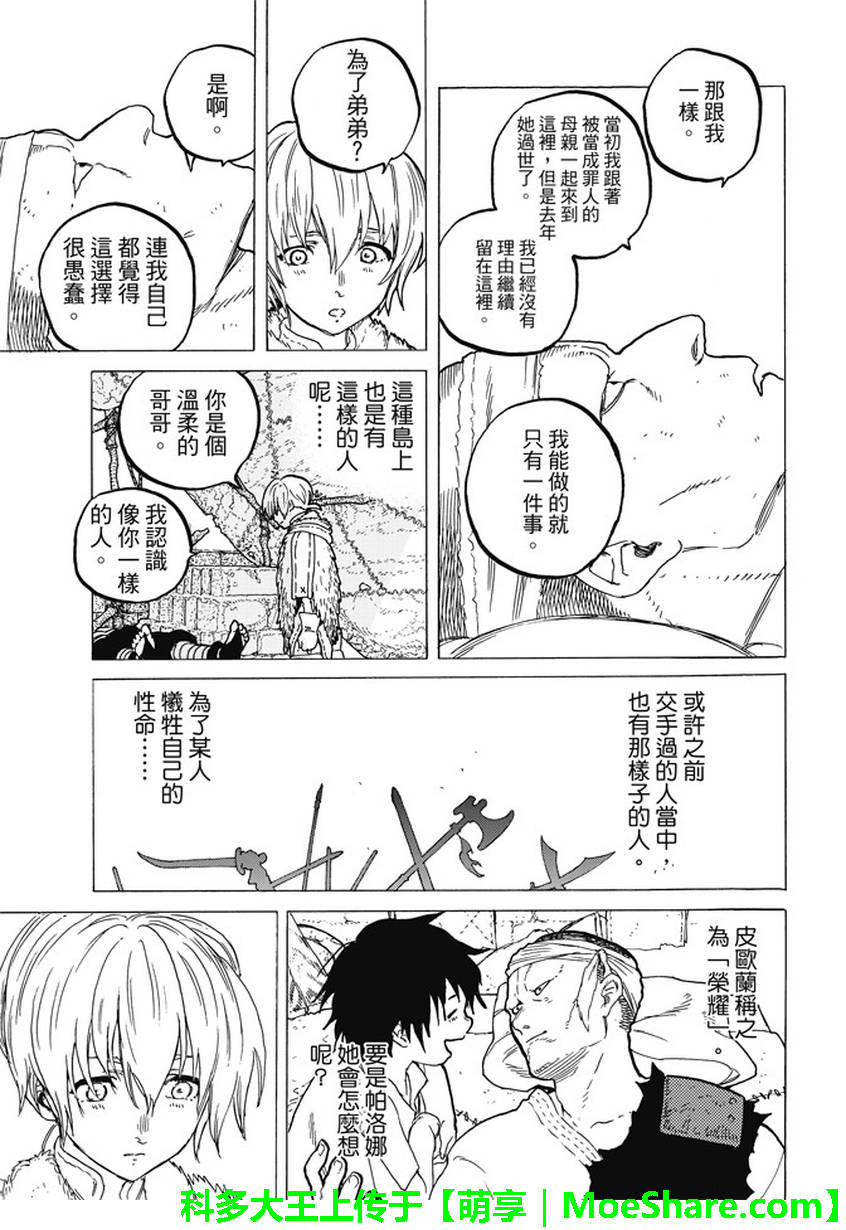 那跟我
一樣。
當初我跟著
被當成罪人的
母親一起來到
這裡，但是去年
她過世了。
我已經沒有
理由繼續
留在這裡。
我能做的就
只有一件事。
為了弟弟？
是啊。
連我自己
都覺得
這選擇
很愚蠢。
這種島上
也是有
這樣的人
呢……
你是個
溫柔的
哥哥。
我認識
像你一樣
的人。
或許之前
交手過的人當中，
也有那樣子的人。
為了某人
犧牲自己的
性命……
皮歐蘭稱之
為「榮耀」。
要是帕洛娜
她會怎麼想
呢？
科多大王上传于【萌享｜MoeShare.com】